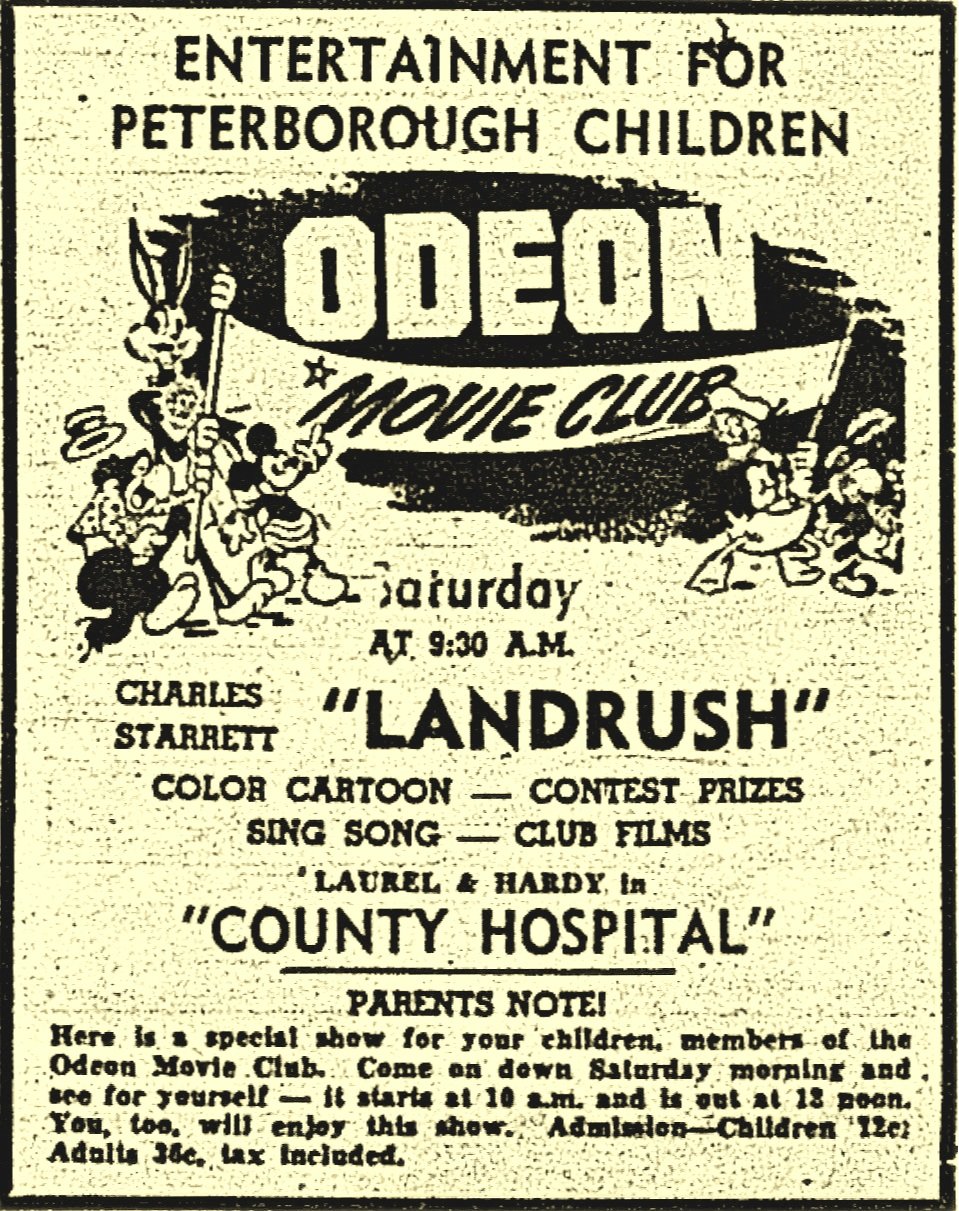 ENTERTAINMENT FOR
PETERBOROUGH CHILDREN
ODEON
MOVIE CLUB
Saturday
AT 9:30 A.M.
CHARLES
STARRETT
"LANDRUSH"
COLOR CARTOON — CONTEST PRIZES
SING SONG — CLUB FILMS
LAUREL & HARDY in
"COUNTY HOSPITAL"
PARENTS NOTE!
Here is a special show for your children, members of the
Odeon Movie Club. Come on down Saturday morning and
see for yourself — it starts at 10 a.m. and is out at 12 noon.
You, too, will enjoy this show. Admission—Children 12c;
Adults 36c, tax included.